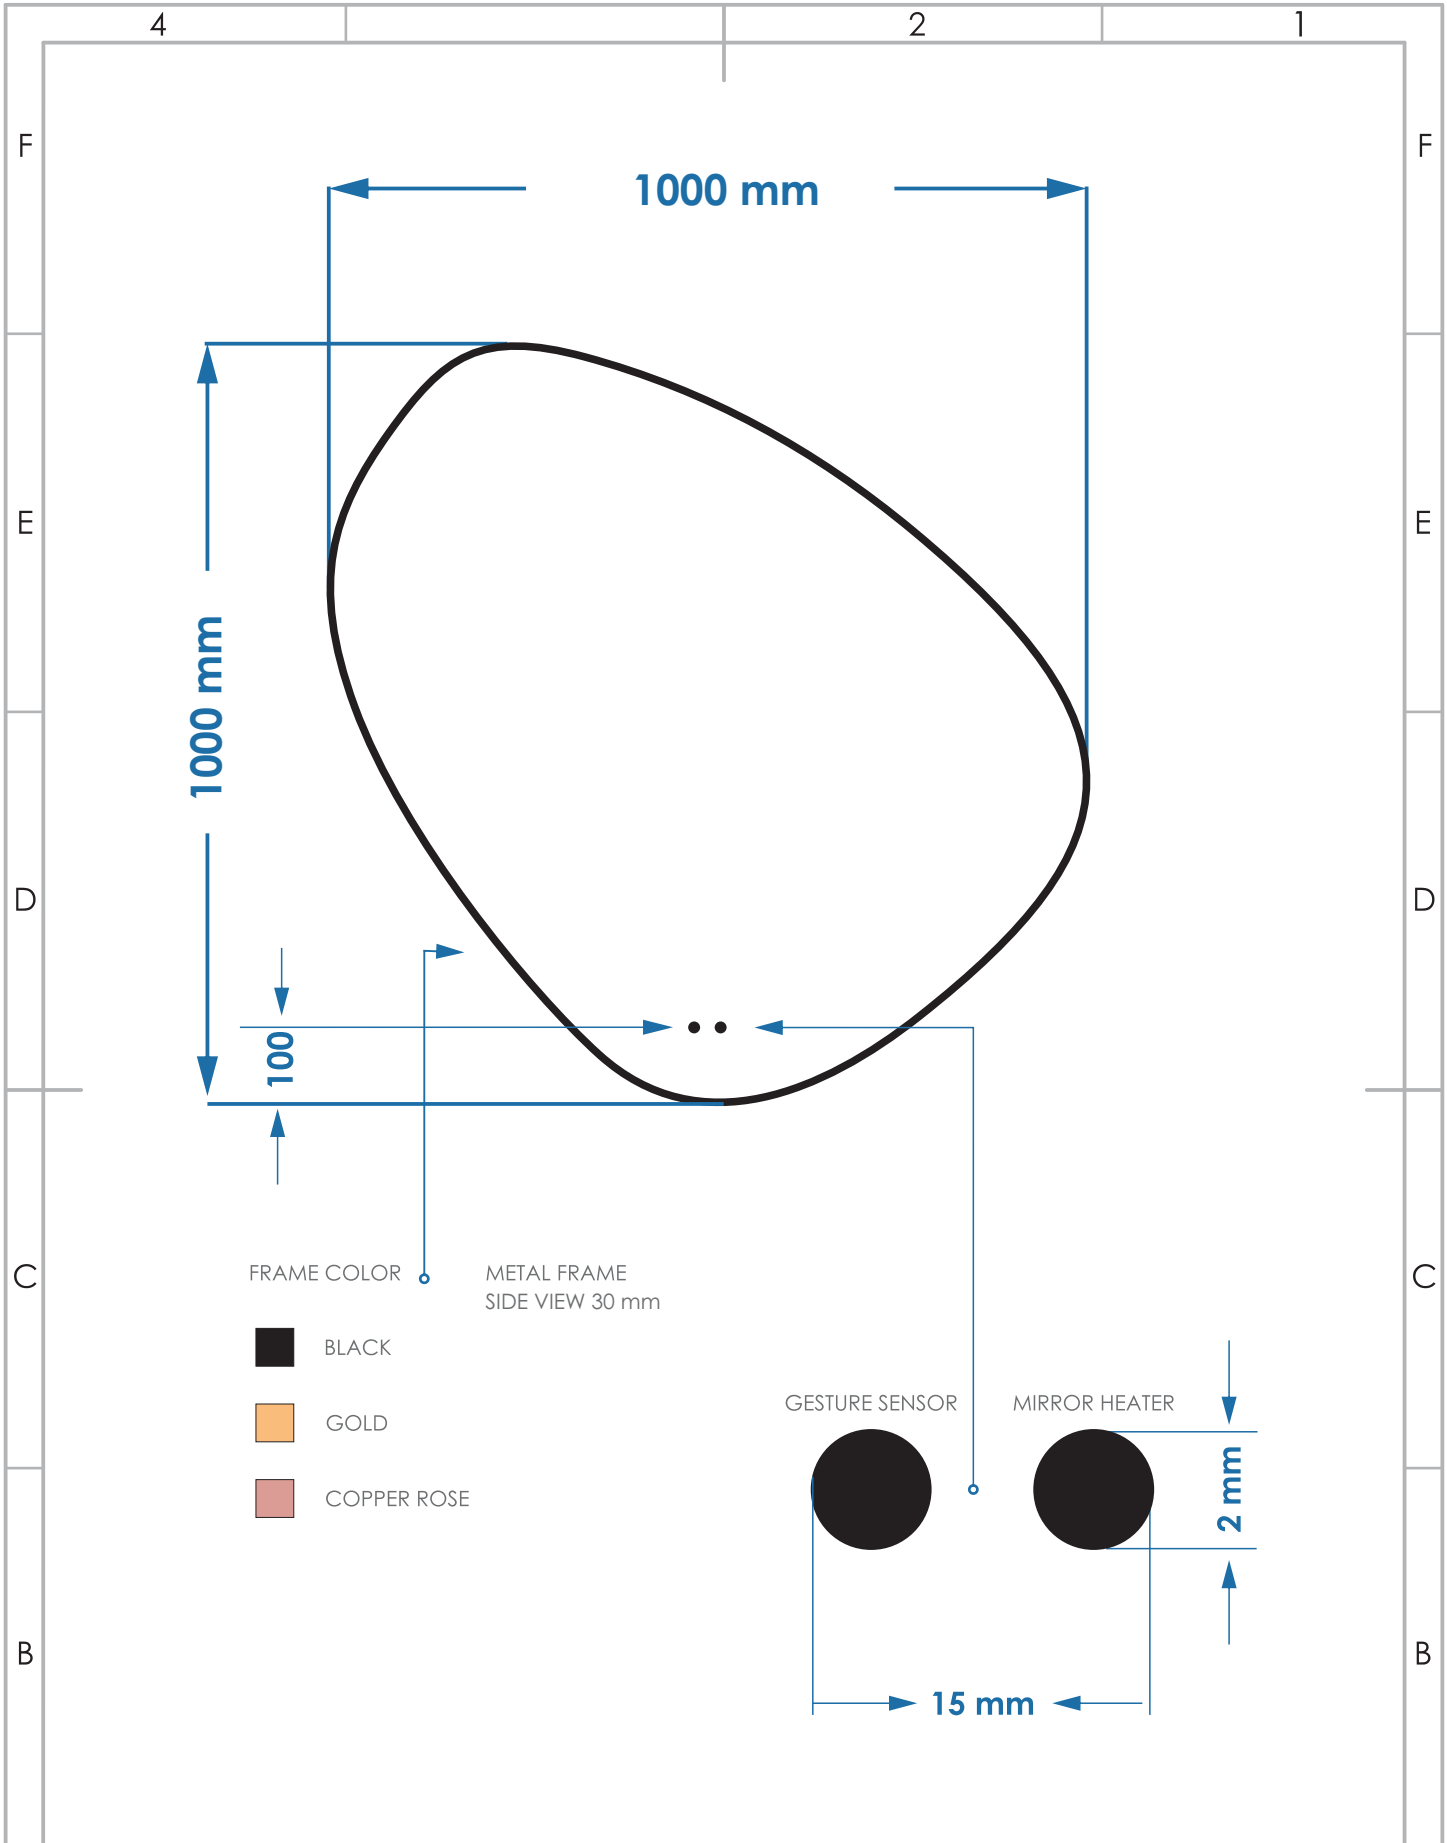 4
2
1
F
F
1000 mm
E
E
1000 mm
D
D
100
C
C
FRAME COLOR
METAL FRAME
SIDE VIEW 30 mm
BLACK
GOLD
COPPER ROSE
GESTURE SENSOR
MIRROR HEATER
2 mm
B
B
15 mm